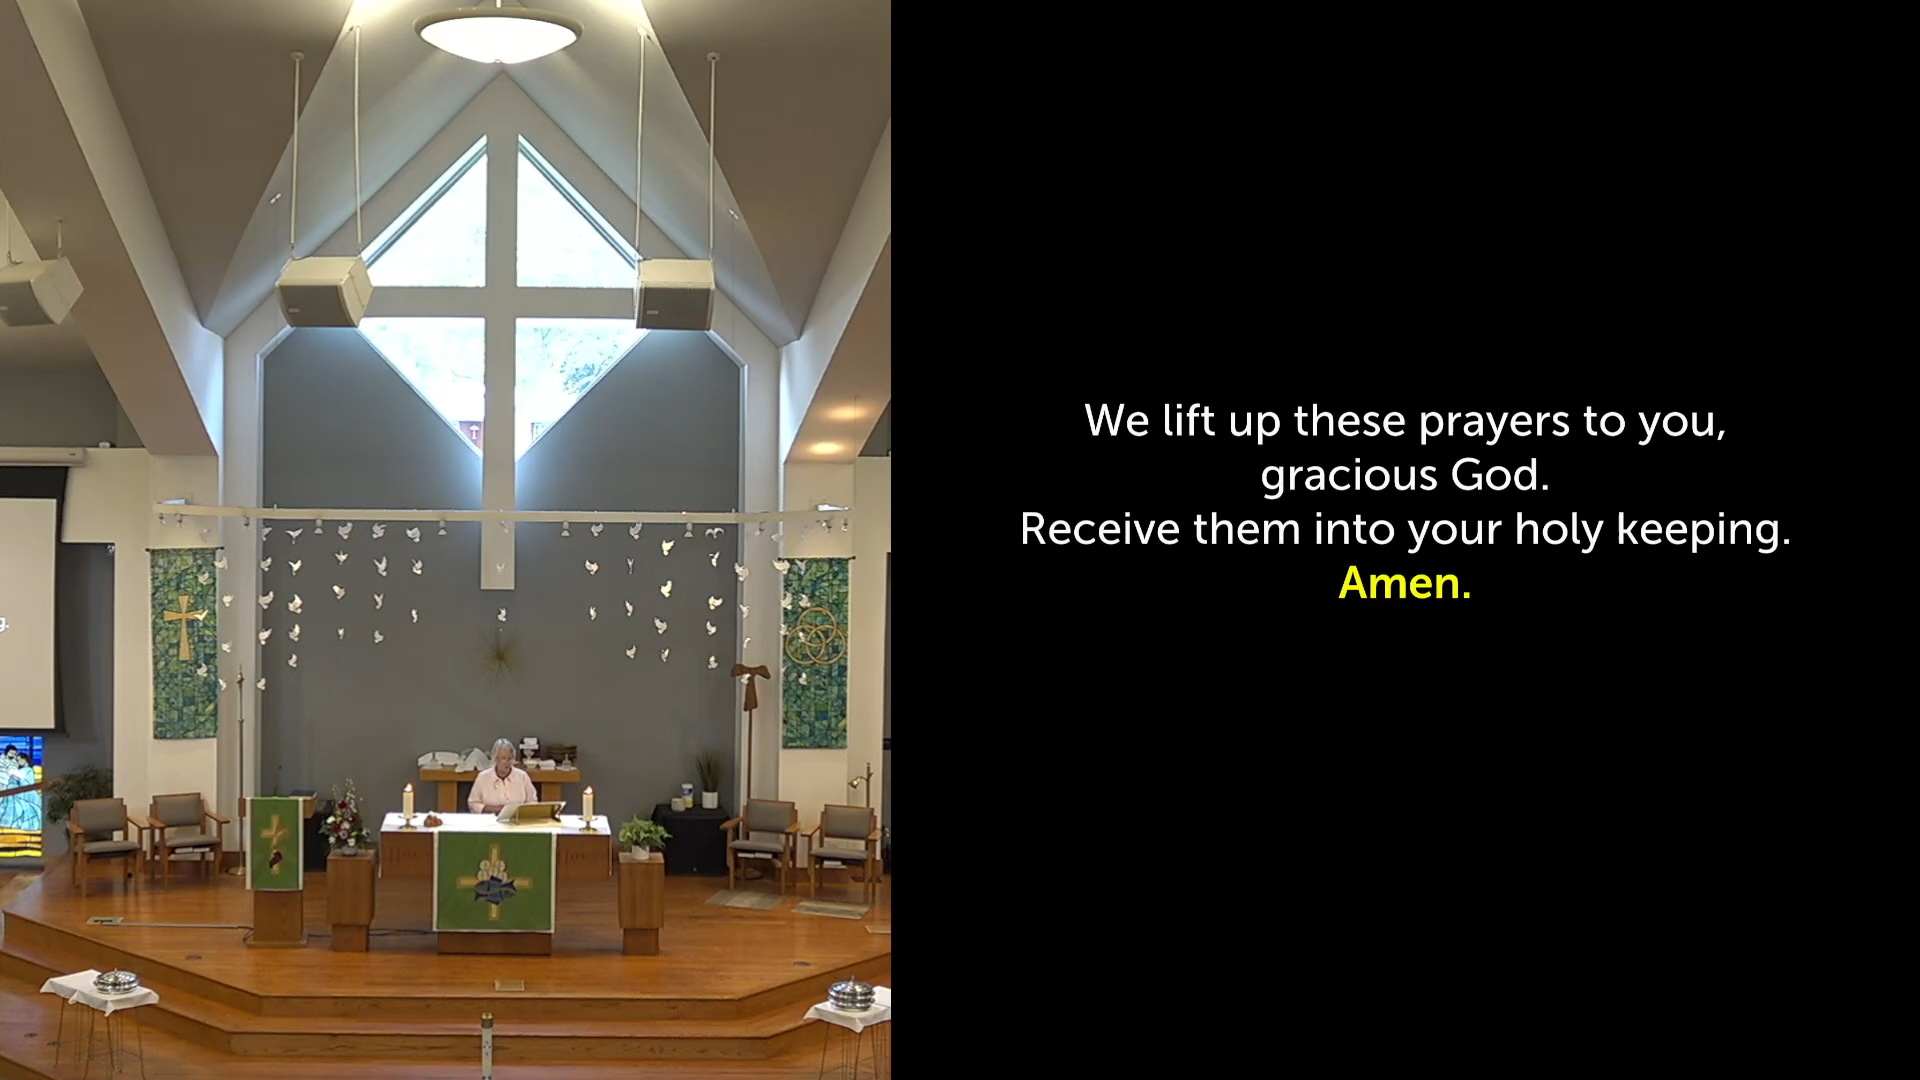 We lift up these prayers to you,
gracious God.
Receive them into your holy keeping.
Amen.
g.